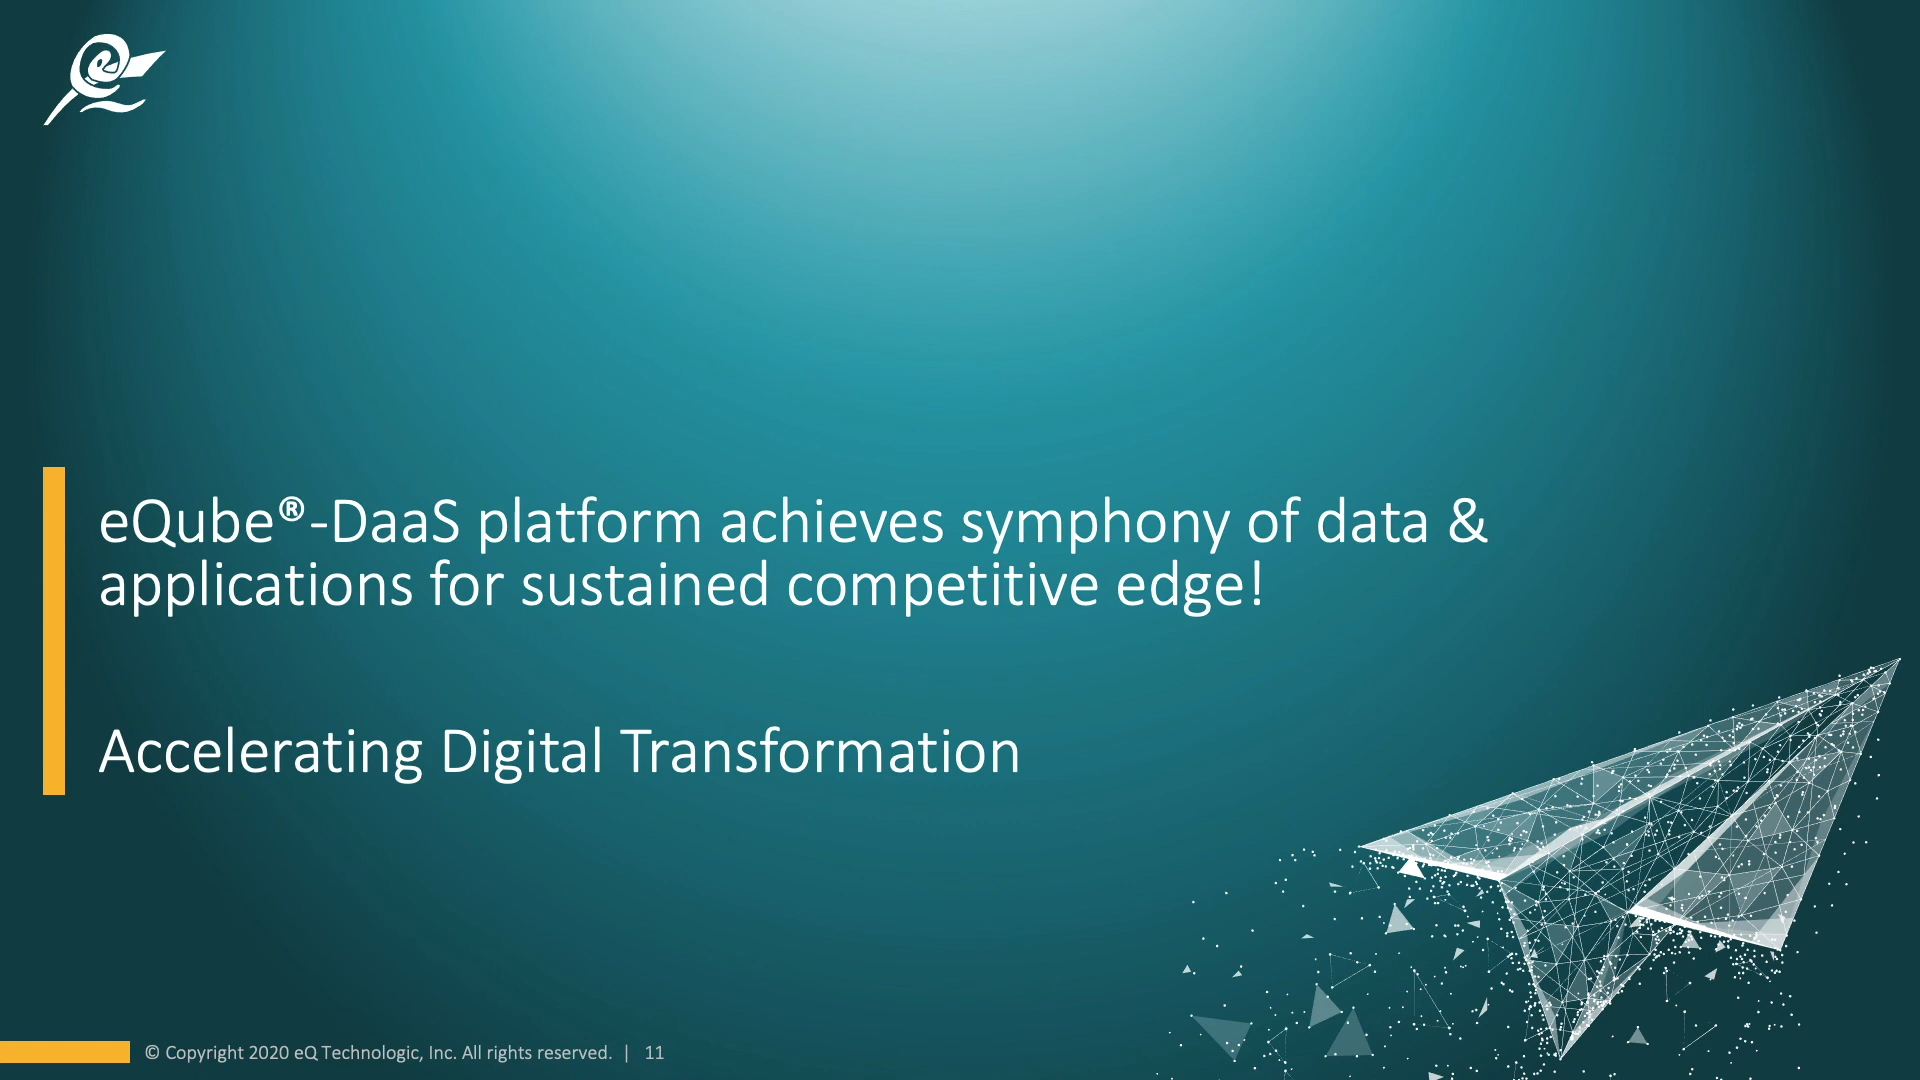 eQube®-DaaS platform achieves symphony of data &
applications for sustained competitive edge!
Accelerating Digital Transformation
© Copyright 2020 eQ Technologic, Inc. All rights reserved. | 11